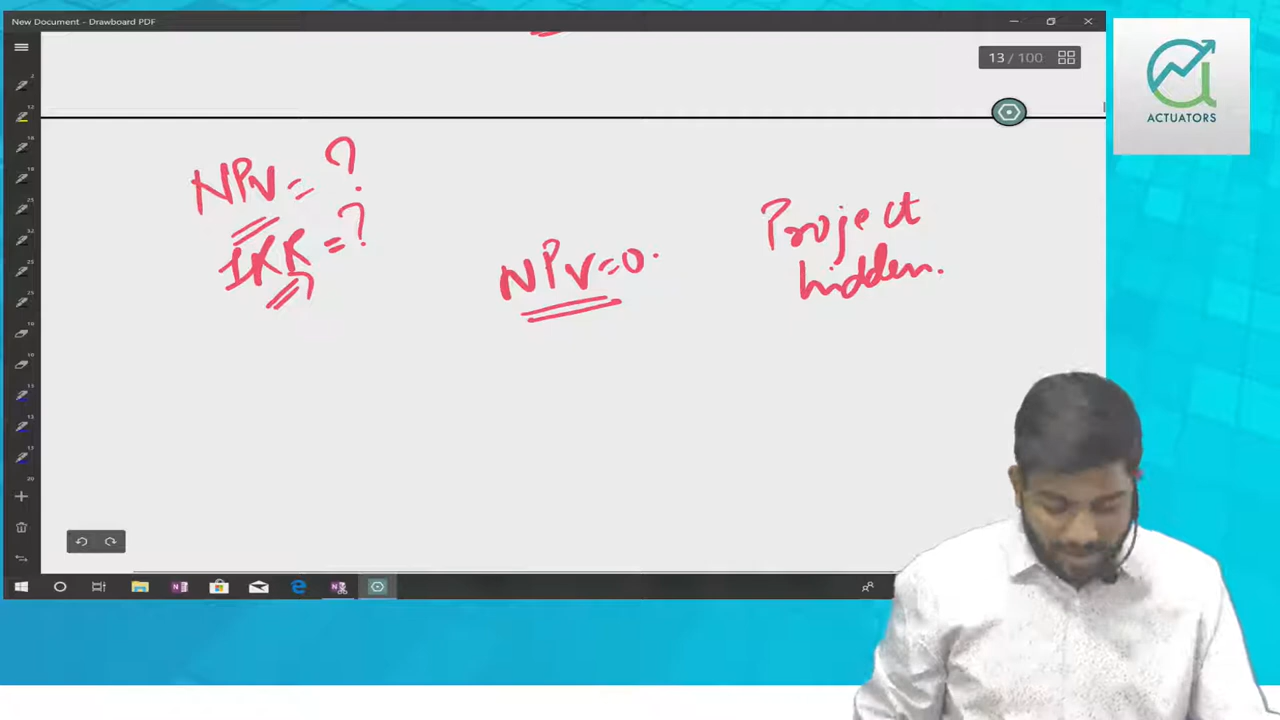 New Document - Drawboard PDF
13 / 100
ACTUATORS
NPV = ?
IRR = ?
NPV = 0.
Project
hidden.